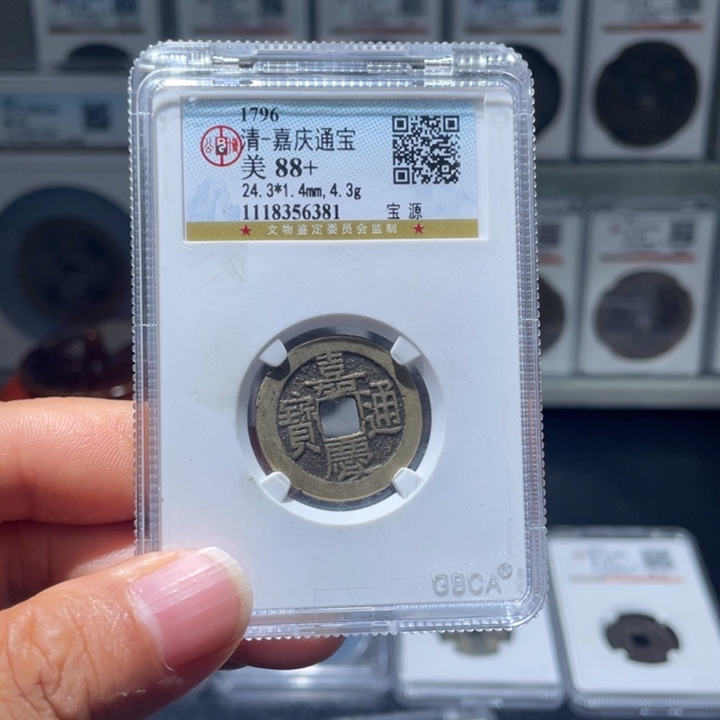 1796
清-嘉庆通宝
美 88+
24.3*1.4mm,4.3g
1118356381 宝源
★ 文物鉴定委员会监制 ★
嘉
寶 通
慶
GBCA®